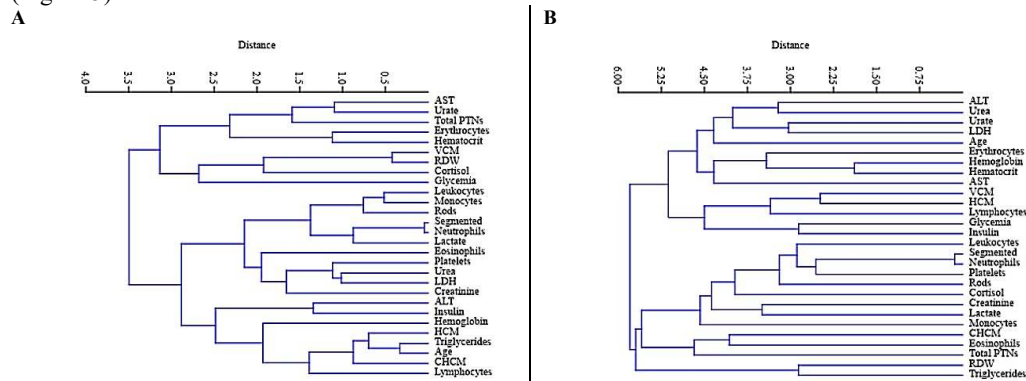 A
Distance
4.0 3.5 3.0 2.5 2.0 1.5 1.0 0.5
AST
Urate
Total PTNs
Erythrocytes
Hematocrit
VCM
RDW
Cortisol
Glycemia
Leukocytes
Monocytes
Rods
Segmented
Neutrophils
Lactate
Eosinophils
Platelets
Urea
LDH
Creatinine
ALT
Insulin
Hemoglobin
HCM
Triglycerides
Age
CHCM
Lymphocytes
B
Distance
6.00 5.25 4.50 3.75 3.00 2.25 1.50 0.75
ALT
Urea
Urate
LDH
Age
Erythrocytes
Hemoglobin
Hematocrit
AST
VCM
HCM
Lymphocytes
Glycemia
Insulin
Leukocytes
Segmented
Neutrophils
Platelets
Rods
Cortisol
Creatinine
Lactate
Monocytes
CHCM
Eosinophils
Total PTNs
RDW
Triglycerides